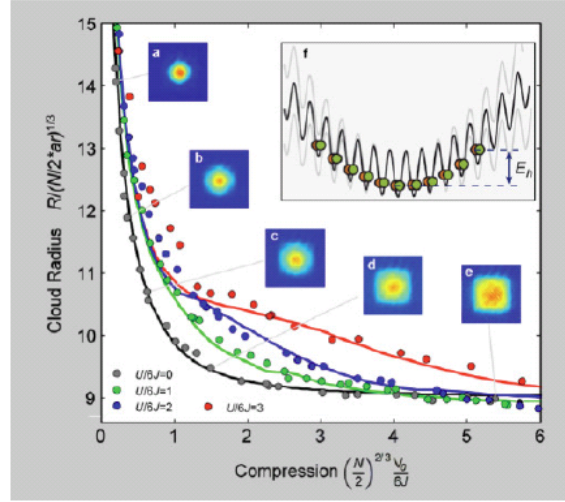 15
14
13
12
11
10
9
0 1 2 3 4 5 6
Cloud Radius R/(N/2*ar)^1/3
Compression (N/2)^2/3 V₀/6J
a
b
c
d
e
f
E_h
U/6J=0
U/6J=1
U/6J=2
U/6J=3